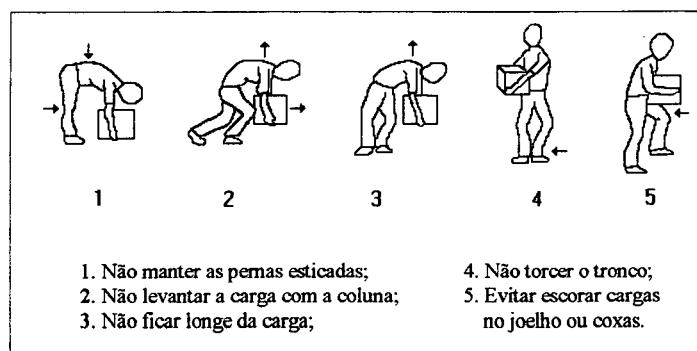 1 2 3 4 5
1. Não manter as pernas esticadas;
2. Não levantar a carga com a coluna;
3. Não ficar longe da carga;
4. Não torcer o tronco;
5. Evitar escorar cargas
no joelho ou coxas.